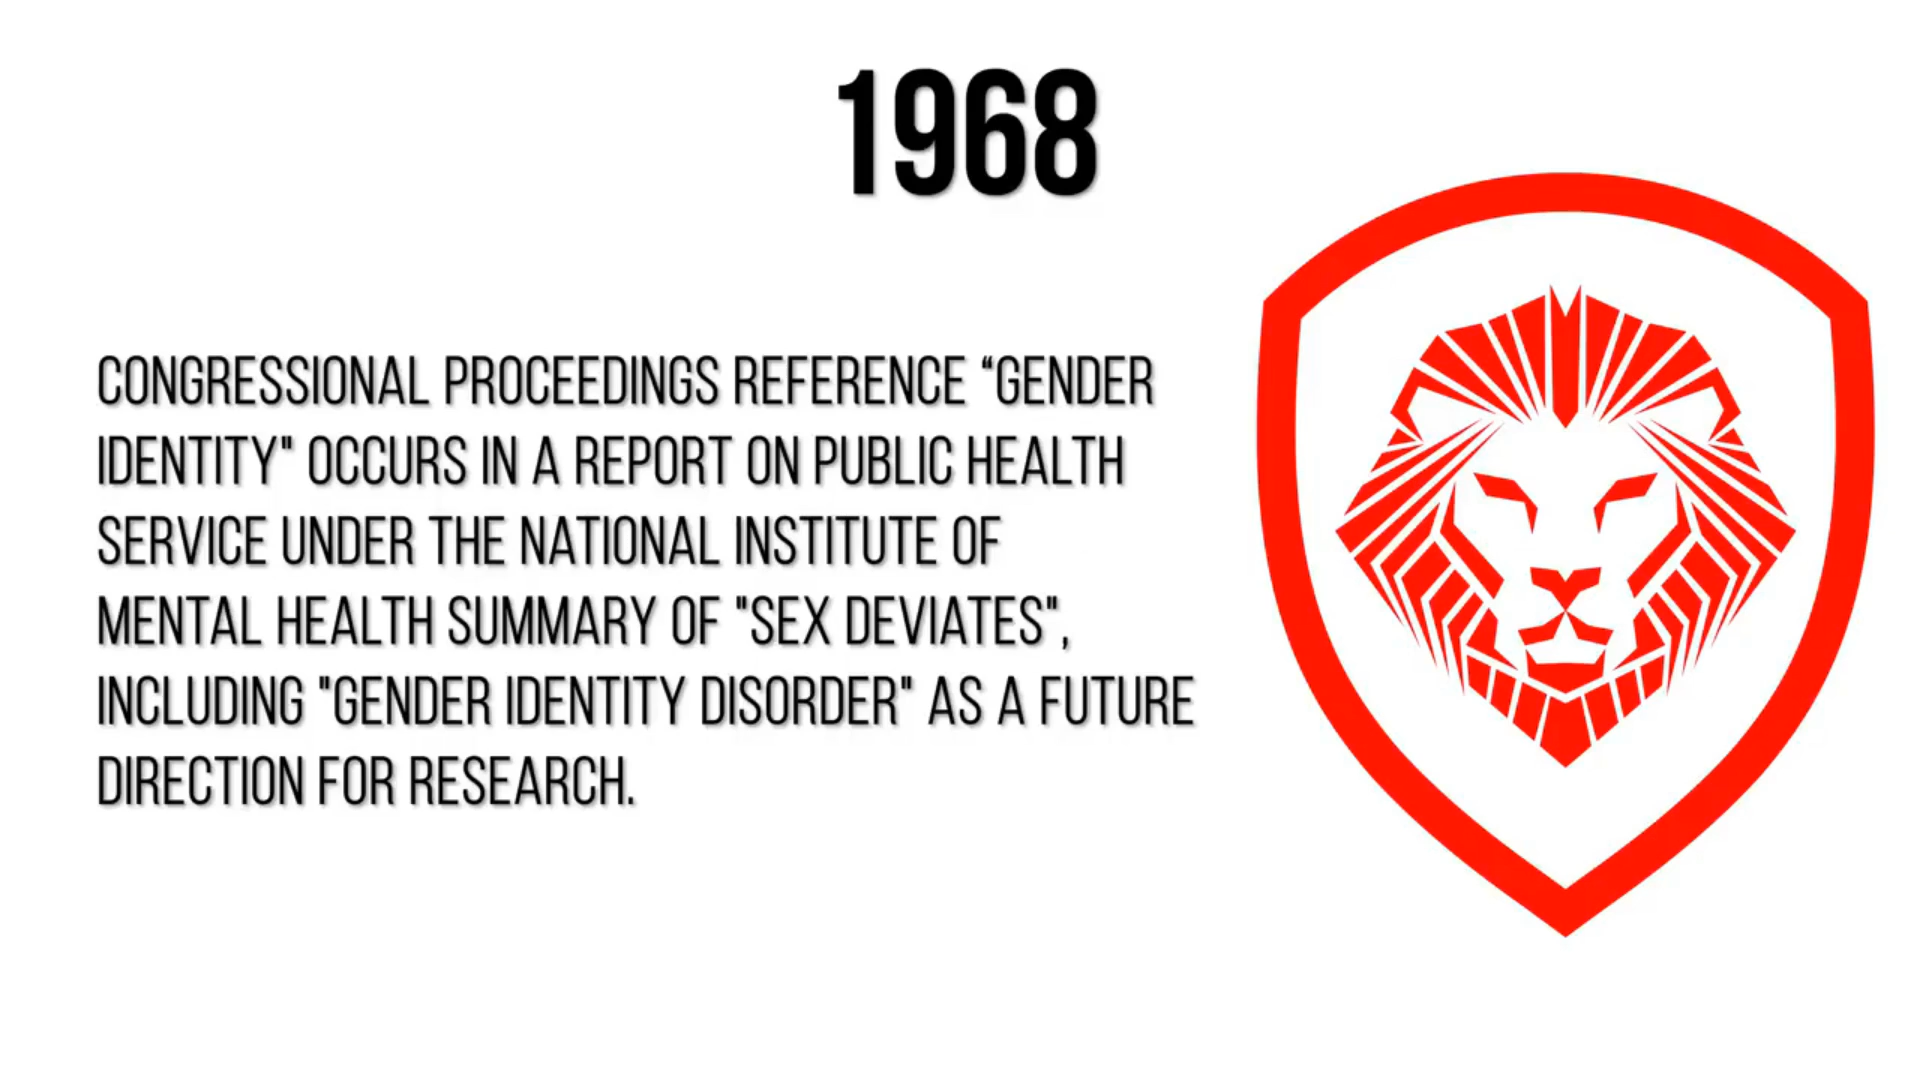 1968
CONGRESSIONAL PROCEEDINGS REFERENCE “GENDER
IDENTITY" OCCURS IN A REPORT ON PUBLIC HEALTH
SERVICE UNDER THE NATIONAL INSTITUTE OF
MENTAL HEALTH SUMMARY OF "SEX DEVIATES",
INCLUDING "GENDER IDENTITY DISORDER" AS A FUTURE
DIRECTION FOR RESEARCH.